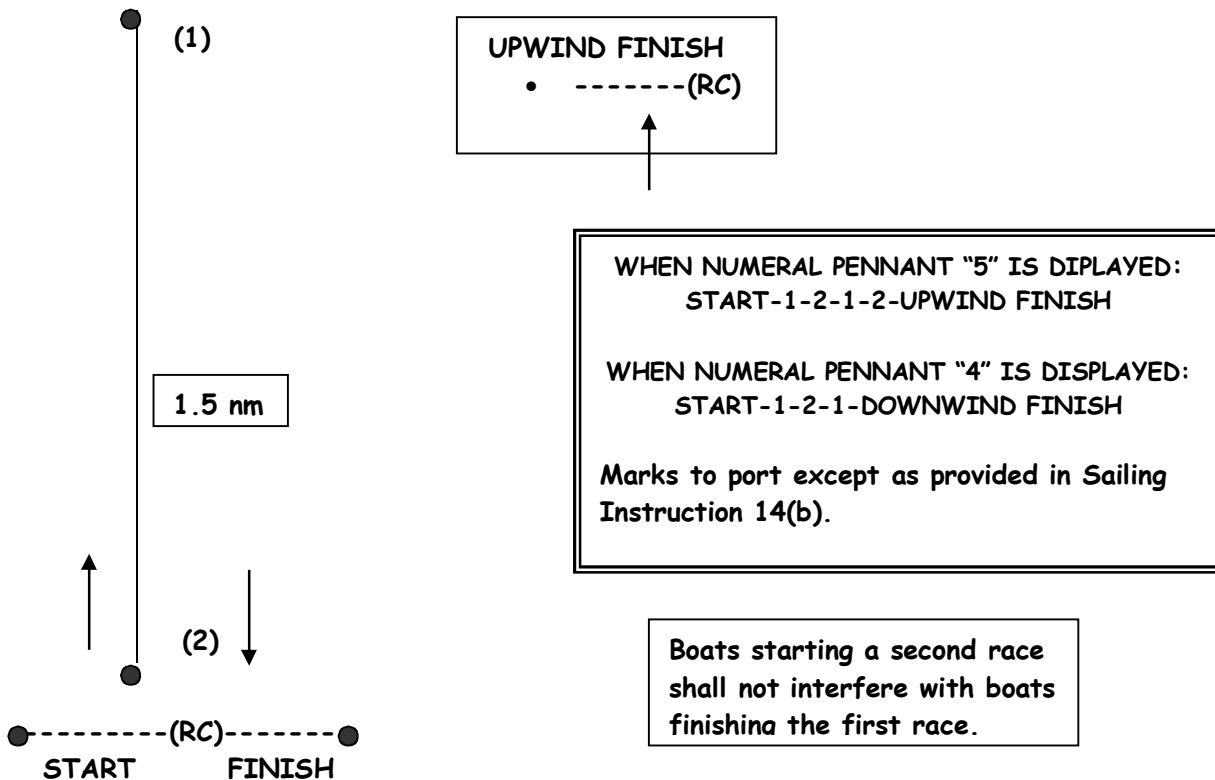 (1)
UPWIND FINISH
• -------(RC)
WHEN NUMERAL PENNANT “5” IS DIPLAYED:
START-1-2-1-2-UPWIND FINISH
WHEN NUMERAL PENNANT “4” IS DISPLAYED:
START-1-2-1-DOWNWIND FINISH
Marks to port except as provided in Sailing
Instruction 14(b).
1.5 nm
(2)
Boats starting a second race
shall not interfere with boats
finishing the first race.
---------(RC)--------
START FINISH